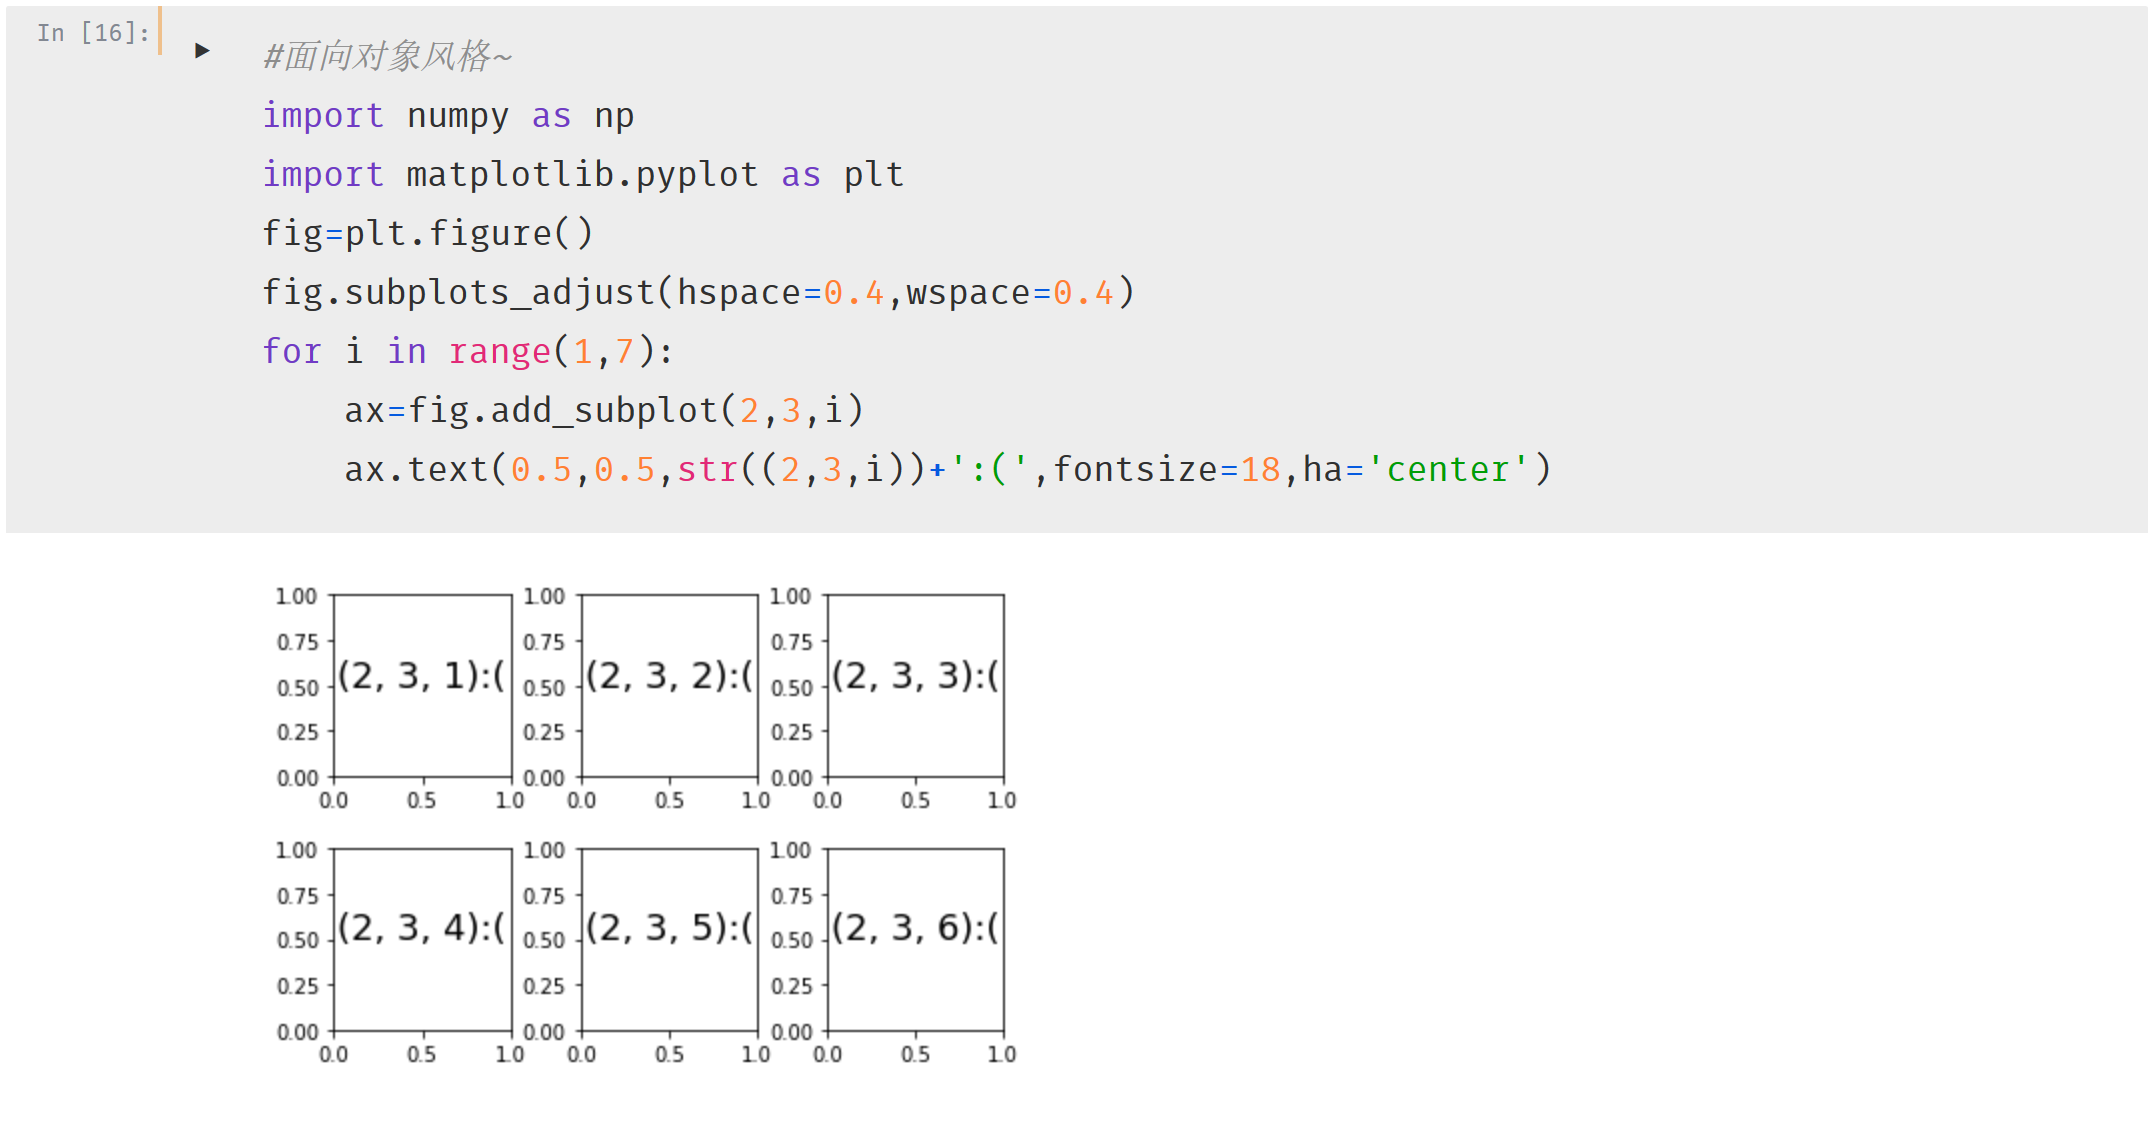 In [16]:
#面向对象风格~
import numpy as np
import matplotlib.pyplot as plt
fig=plt.figure()
fig.subplots_adjust(hspace=0.4,wspace=0.4)
for i in range(1,7):
    ax=fig.add_subplot(2,3,i)
    ax.text(0.5,0.5,str((2,3,i))+':(',fontsize=18,ha='center')
1.00 1.00 1.00
0.75 0.75 0.75
(2, 3, 1):( (2, 3, 2):( (2, 3, 3):(
0.50 0.50 0.50
0.25 0.25 0.25
0.00 0.00 0.00
0.0 0.5 1.0 0.0 0.5 1.0 0.0 0.5 1.0
1.00 1.00 1.00
0.75 0.75 0.75
(2, 3, 4):( (2, 3, 5):( (2, 3, 6):(
0.50 0.50 0.50
0.25 0.25 0.25
0.00 0.00 0.00
0.0 0.5 1.0 0.0 0.5 1.0 0.0 0.5 1.0